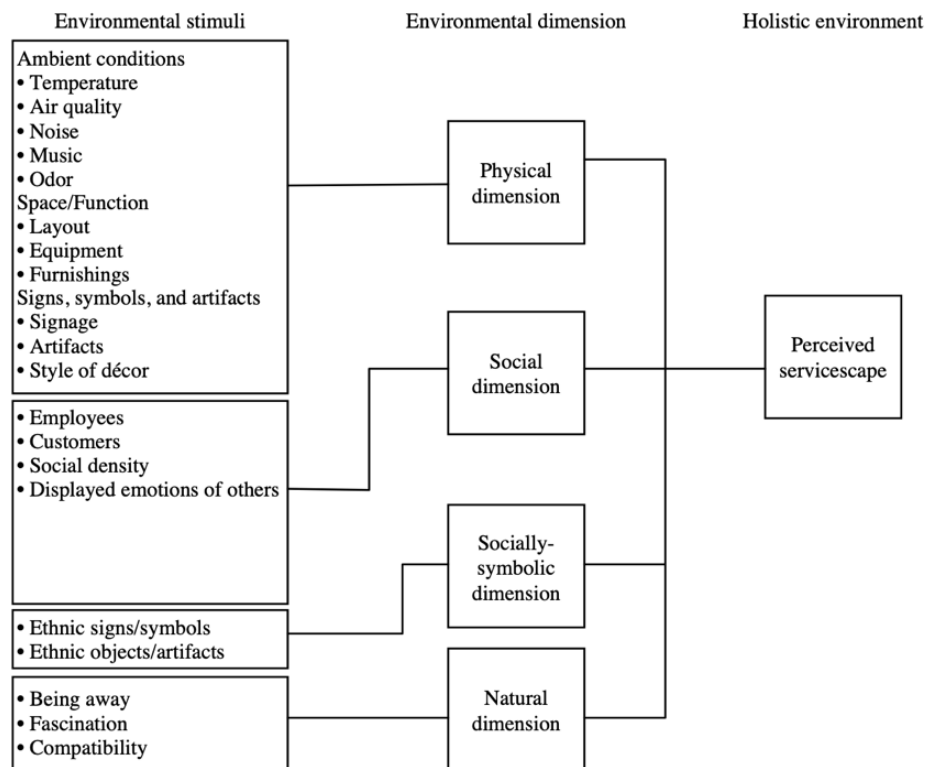 Environmental stimuli
Environmental dimension
Holistic environment
Ambient conditions
• Temperature
• Air quality
• Noise
• Music
• Odor
Space/Function
• Layout
• Equipment
• Furnishings
Signs, symbols, and artifacts
• Signage
• Artifacts
• Style of décor
• Employees
• Customers
• Social density
• Displayed emotions of others
• Ethnic signs/symbols
• Ethnic objects/artifacts
• Being away
• Fascination
• Compatibility
Physical
dimension
Social
dimension
Socially-
symbolic
dimension
Natural
dimension
Perceived
servicescape